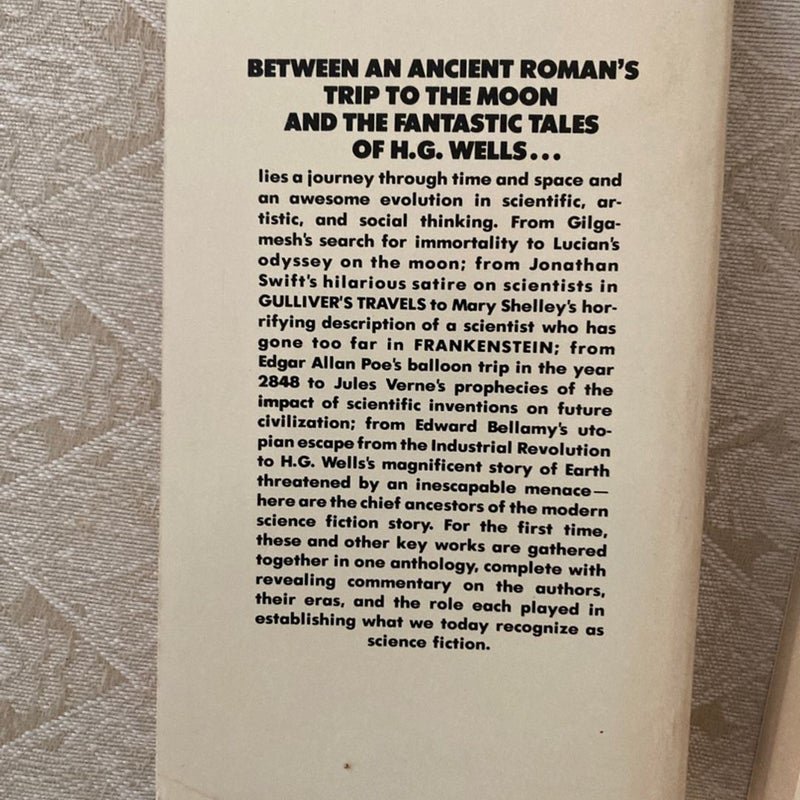 BETWEEN AN ANCIENT ROMAN'S
TRIP TO THE MOON
AND THE FANTASTIC TALES
OF H.G. WELLS...
lies a journey through time and space and
an awesome evolution in scientific, ar-
tistic, and social thinking. From Gilga-
mesh's search for immortality to Lucian's
odyssey on the moon; from Jonathan
Swift's hilarious satire on scientists in
GULLIVER'S TRAVELS to Mary Shelley's hor-
rifying description of a scientist who has
gone too far in FRANKENSTEIN; from
Edgar Allan Poe's balloon trip in the year
2848 to Jules Verne's prophecies of the
impact of scientific inventions on future
civilization; from Edward Bellamy's uto-
pian escape from the Industrial Revolution
to H.G. Wells's magnificent story of Earth
threatened by an inescapable menace—
here are the chief ancestors of the modern
science fiction story. For the first time,
these and other key works are gathered
together in one anthology, complete with
revealing commentary on the authors,
their eras, and the role each played in
establishing what we today recognize as
science fiction.